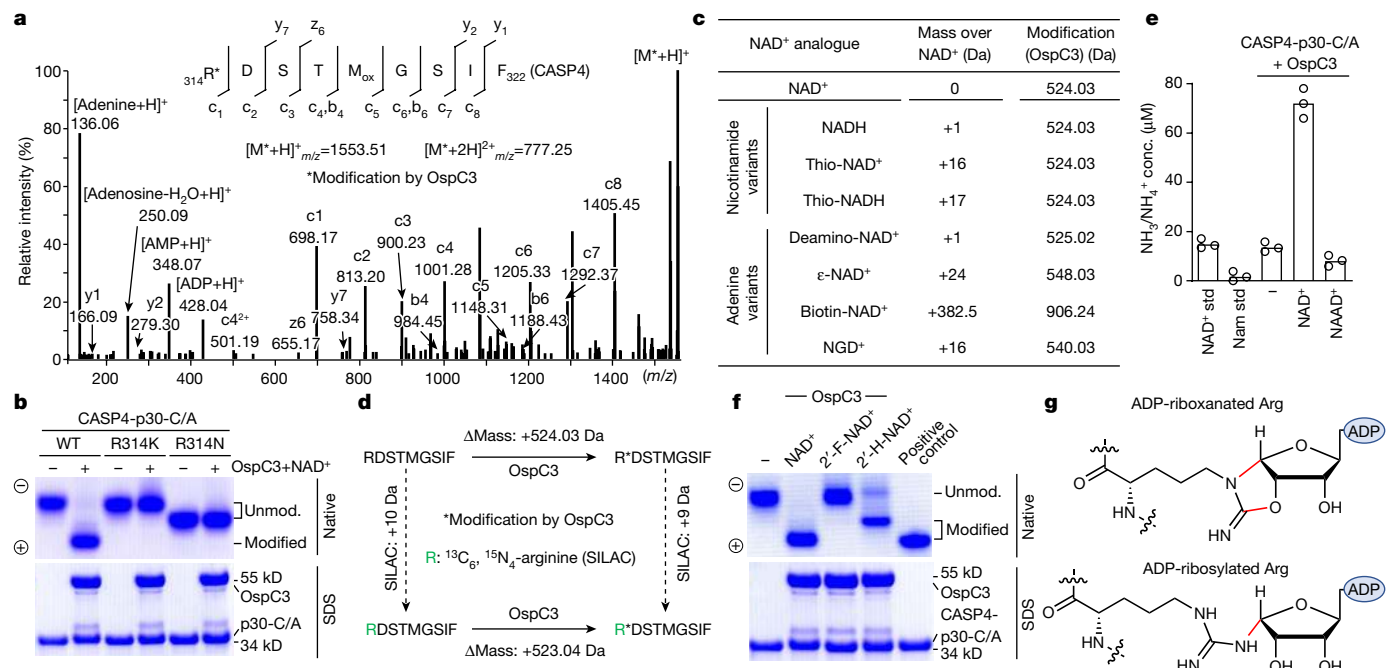 a
y7 z6 y2 y1
314R* D S T Mox G S I F322 (CASP4)
c1 c2 c3 c4,b4 c5 c6,b6 c7 c8
[M*+H]+
[M*+H]+m/z=1553.51 [M*+2H]2+m/z=777.25
*Modification by OspC3
Relative intensity (%)
100
80
60
40
20
0
[Adenine+H]+
136.06
[Adenosine-H2O+H]+
250.09
[AMP+H]+
348.07
[ADP+H]+
428.04
y1
166.09
y2
279.30
c42+
501.19
z6
655.17
c1
698.17
y7
758.34
c2
813.20
c3
900.23
b4
984.45
c4
1001.28
c5
1148.31
b6
1188.43
c6
1205.33
c7
1292.37
c8
1405.45
200 400 600 800 1000 1200 1400 (m/z)
b
CASP4-p30-C/A
WT R314K R314N
− + − + − + OspC3+NAD+
⊖
⊕
Unmod.
Modified
Native
55 kD
OspC3
p30-C/A
34 kD
SDS
c
NAD+ analogue
Mass over NAD+ (Da)
Modification (OspC3) (Da)
NAD+ 0 524.03
Nicotinamide variants
NADH +1 524.03
Thio-NAD+ +16 524.03
Thio-NADH +17 524.03
Adenine variants
Deamino-NAD+ +1 525.02
ε-NAD+ +24 548.03
Biotin-NAD+ +382.5 906.24
NGD+ +16 540.03
d
ΔMass: +524.03 Da
RDSTMGSIF R*DSTMGSIF
OspC3
SILAC: +10 Da
*Modification by OspC3
R: 13C6, 15N4-arginine (SILAC)
SILAC: +9 Da
OspC3
RDSTMGSIF R*DSTMGSIF
ΔMass: +523.04 Da
e
CASP4-p30-C/A
+ OspC3
NH3/NH4+ conc. (μM)
80
60
40
20
0
NAD+ std
Nam std
−
NAD+
NAAD+
f
OspC3
−
NAD+
2′-F-NAD+
2′-H-NAD+
Positive control
⊖
⊕
Unmod.
Modified
Native
55 kD
OspC3
CASP4-
p30-C/A
34 kD
SDS
g
ADP-riboxanated Arg
H
O
ADP
O
N
O
OH
NH
HN
ADP-ribosylated Arg
H
O
ADP
O
NH
NH
HN
NH
OH
OH